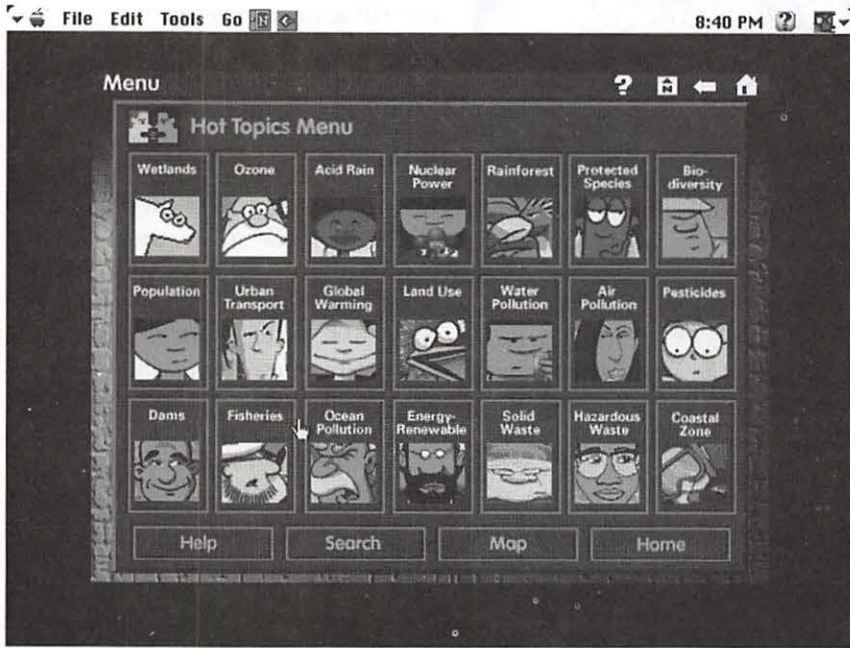 File Edit Tools Go 8:40 PM
Menu
Hot Topics Menu
Wetlands
Ozone
Acid Rain
Nuclear
Power
Rainforest
Protected
Species
Bio-
diversity
Population
Urban
Transport
Global
Warming
Land Use
Water
Pollution
Air
Pollution
Pesticides
Dams
Fisheries
Ocean
Pollution
Energy-
Renewable
Solid
Waste
Hazardous
Waste
Coastal
Zone
Help Search Map Home